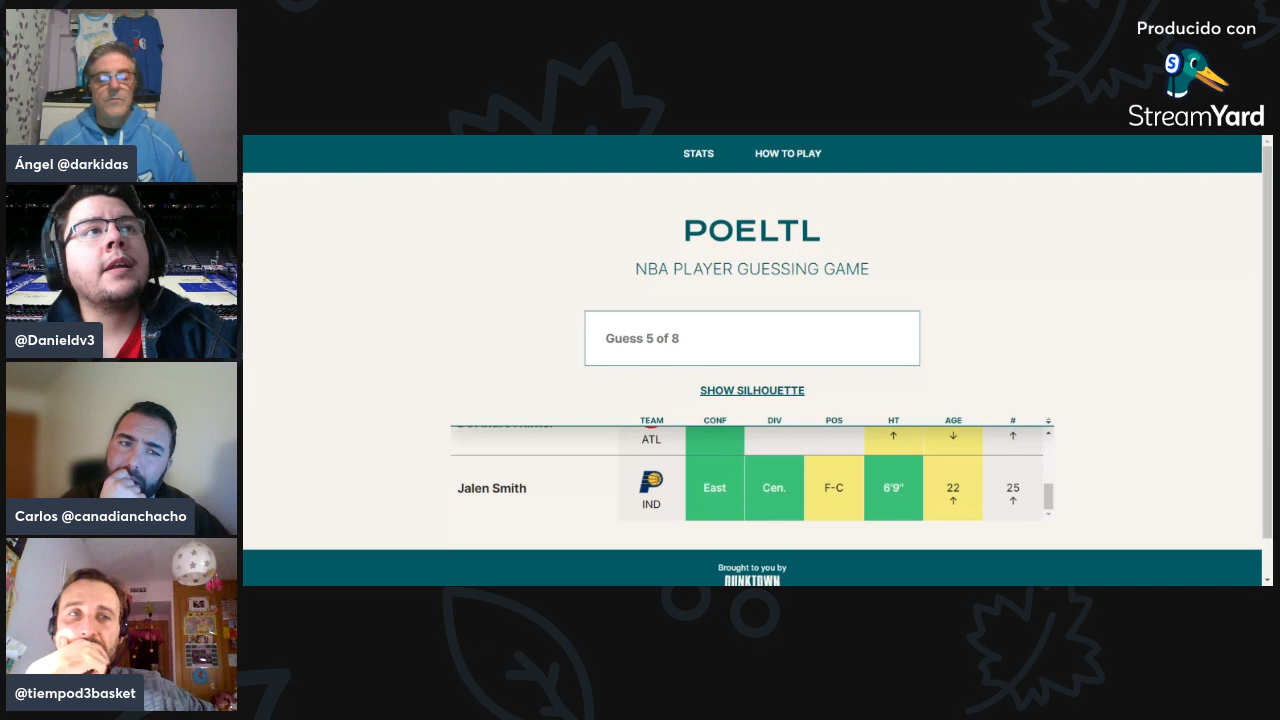 Producido con
StreamYard
Ángel @darkidas
@Danieldv3
Carlos @canadianchacho
@tiempod3basket
STATS
HOW TO PLAY
POELTL
NBA PLAYER GUESSING GAME
Guess 5 of 8
SHOW SILHOUETTE
TEAM CONF DIV POS HT AGE #
ATL ↑ ↓ ↑
Jalen Smith IND East Cen. F-C 6'9" 22 ↑ 25 ↑
Brought to you by
DUNKTOWN